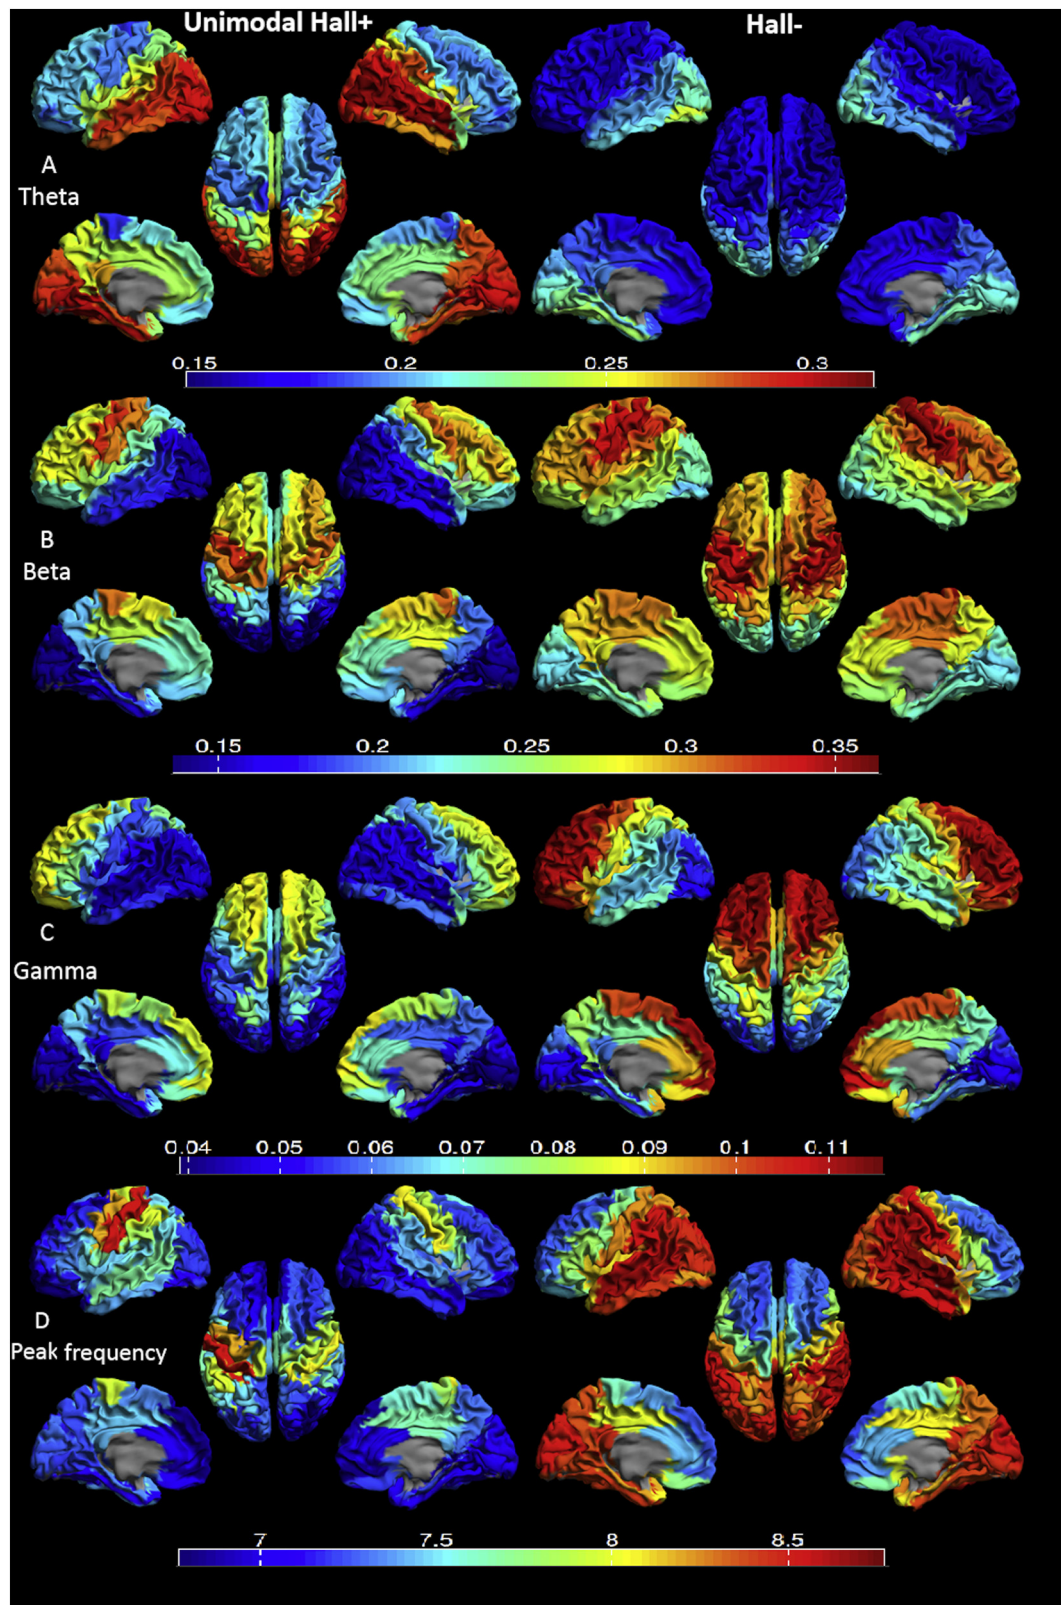 Unimodal Hall+
Hall-
A
Theta
0.15 0.2 0.25 0.3
B
Beta
0.15 0.2 0.25 0.3 0.35
C
Gamma
0.04 0.05 0.06 0.07 0.08 0.09 0.1 0.11
D
Peak frequency
7 7.5 8 8.5